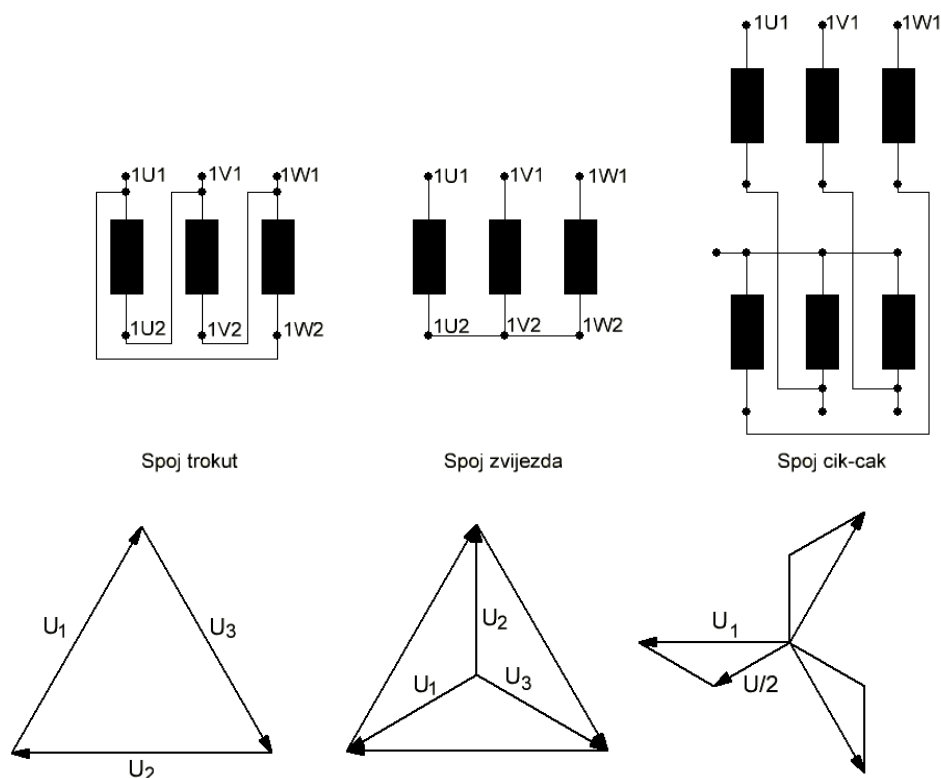 1U1 1V1 1W1
1U1 1V1 1W1
1U1 1V1 1W1
1U2 1V2 1W2
1U2 1V2 1W2
Spoj trokut
Spoj zvijezda
Spoj cik-cak
U1
U3
U2
U2
U1
U3
U1
U/2